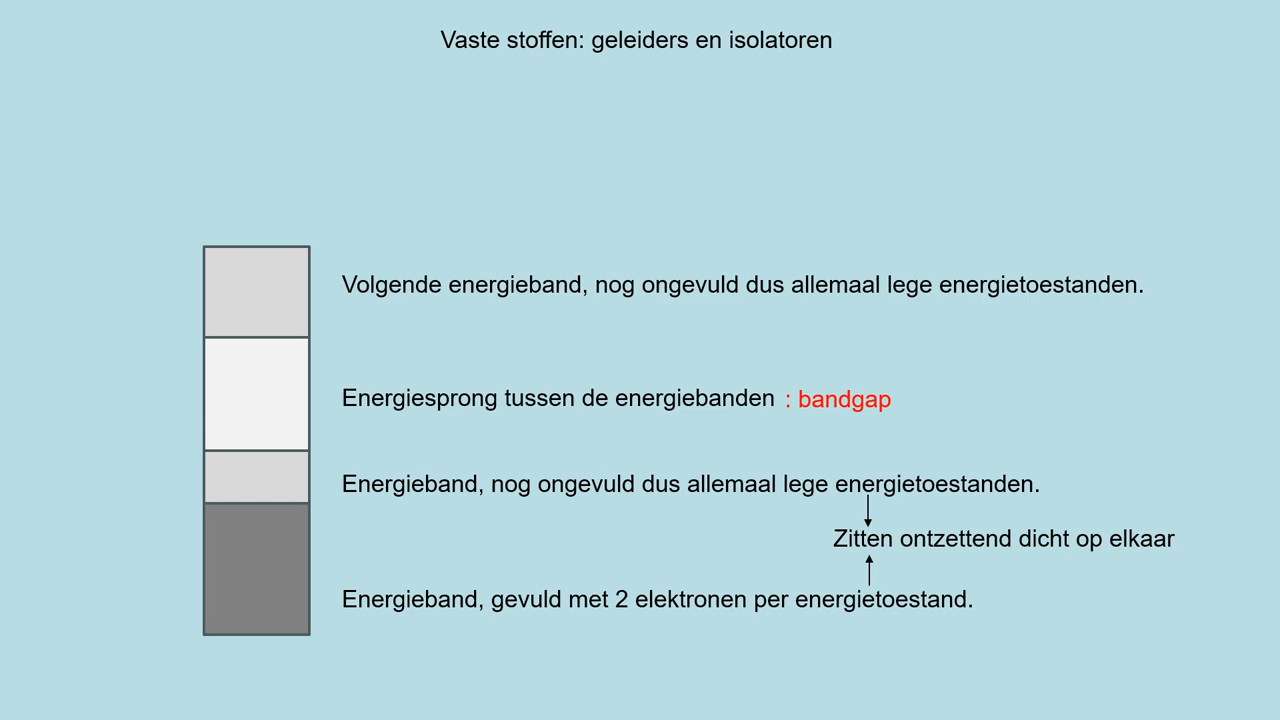 Vaste stoffen: geleiders en isolatoren
Volgende energieband, nog ongevuld dus allemaal lege energietoestanden.
Energiesprong tussen de energiebanden : bandgap
Energieband, nog ongevuld dus allemaal lege energietoestanden.
Zitten ontzettend dicht op elkaar
Energieband, gevuld met 2 elektronen per energietoestand.